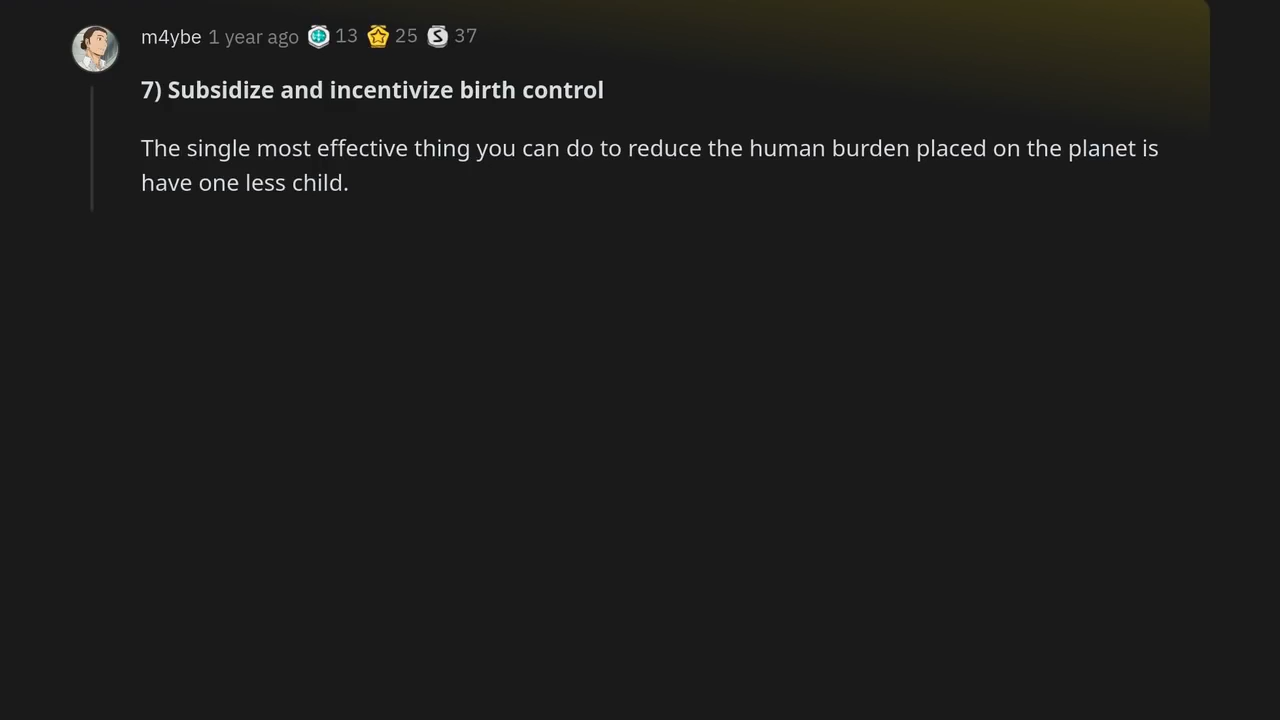 m4ybe 1 year ago 13 25 S 37
7) Subsidize and incentivize birth control
The single most effective thing you can do to reduce the human burden placed on the planet is
have one less child.